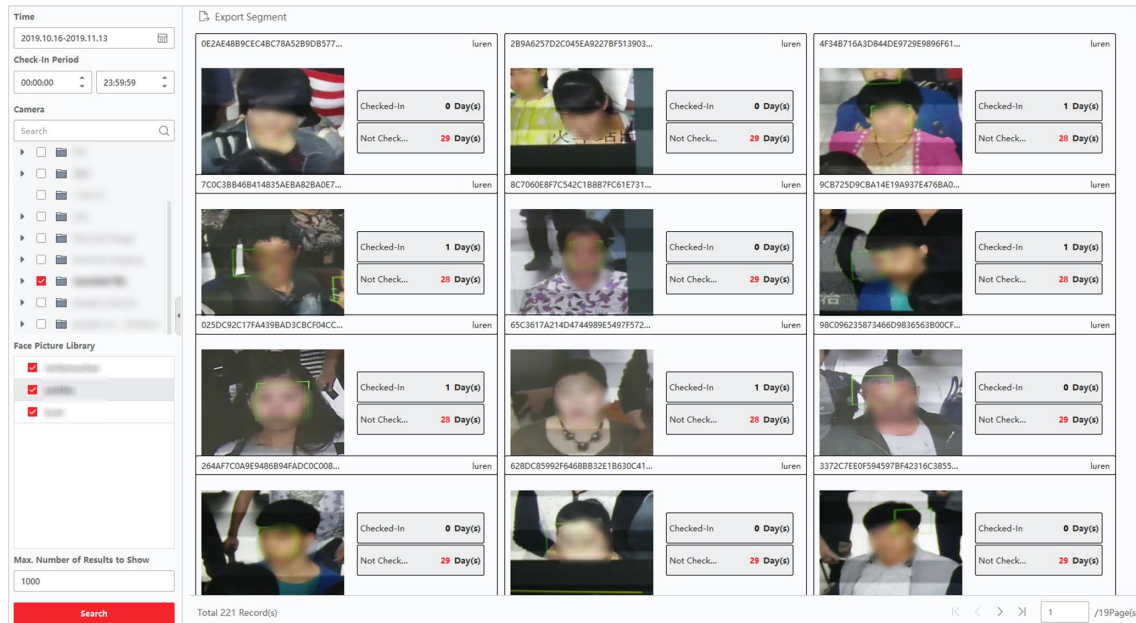 Time
2019.10.16-2019.11.13
Check-In Period
00:00:00
23:59:59
Camera
Search
Face Picture Library
Max. Number of Results to Show
1000
Search
Export Segment
0E2AE48B9CEC4BC78A52B9DB577... luren
Checked-In 0 Day(s)
Not Check... 29 Day(s)
2B9A6257D2C045EA9227BF513903... luren
Checked-In 0 Day(s)
Not Check... 29 Day(s)
4F34B716A3D844DE9729E9896F61... luren
Checked-In 1 Day(s)
Not Check... 28 Day(s)
7C0C3BB46B414835AEBA82BA0E7... luren
Checked-In 1 Day(s)
Not Check... 28 Day(s)
8C7060E8F7C542C1B8B7FC61E731... luren
Checked-In 0 Day(s)
Not Check... 29 Day(s)
9CB725D9CBA14E19A937E476BA0... luren
Checked-In 1 Day(s)
Not Check... 28 Day(s)
025DC92C17FA439BAD3CBCF04CC... luren
Checked-In 1 Day(s)
Not Check... 28 Day(s)
65C3617A214D4744989E5497F572... luren
Checked-In 1 Day(s)
Not Check... 28 Day(s)
98C096235873466D9836563B00CF... luren
Checked-In 0 Day(s)
Not Check... 29 Day(s)
264AF7C0A9E9486B94FADC0C008... luren
Checked-In 0 Day(s)
Not Check... 29 Day(s)
628DC85992F6468BB32E1B630C41... luren
Checked-In 0 Day(s)
Not Check... 29 Day(s)
3372C7EE0F594597BF42316C3855... luren
Checked-In 0 Day(s)
Not Check... 29 Day(s)
Total 221 Record(s)
1 /19Page(s